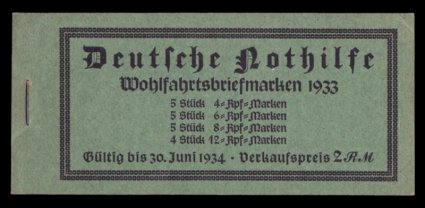 Deutsche Nothilfe
Wohlfahrtsbriefmarken 1933
5 Stück 4=Rpf=Marken
5 Stück 6=Rpf=Marken
5 Stück 8=Rpf=Marken
4 Stück 12=Rpf=Marken
Gültig bis 30. Juni 1934 · Verkaufspreis 2 RM